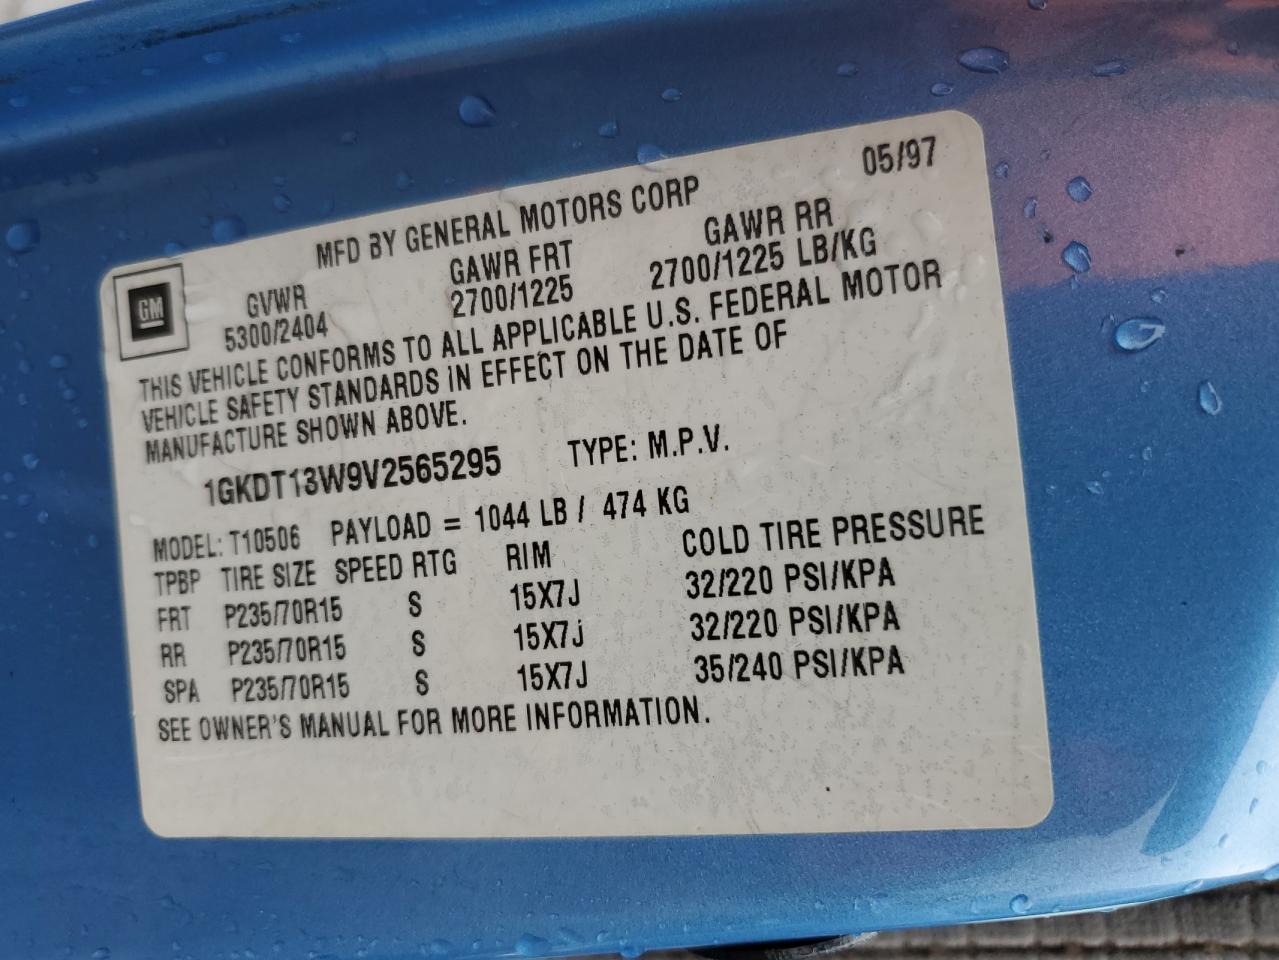 05/97
MFD BY GENERAL MOTORS CORP
GM
GVWR GAWR FRT GAWR RR
5300/2404 2700/1225 2700/1225 LB/KG
THIS VEHICLE CONFORMS TO ALL APPLICABLE U.S. FEDERAL MOTOR
VEHICLE SAFETY STANDARDS IN EFFECT ON THE DATE OF
MANUFACTURE SHOWN ABOVE.
1GKDT13W9V2565295 TYPE: M.P.V.
MODEL: T10506 PAYLOAD = 1044 LB / 474 KG
TPBP TIRE SIZE SPEED RTG RIM COLD TIRE PRESSURE
FRT P235/70R15 S 15X7J 32/220 PSI/KPA
RR P235/70R15 S 15X7J 32/220 PSI/KPA
SPA P235/70R15 S 15X7J 35/240 PSI/KPA
SEE OWNER'S MANUAL FOR MORE INFORMATION.